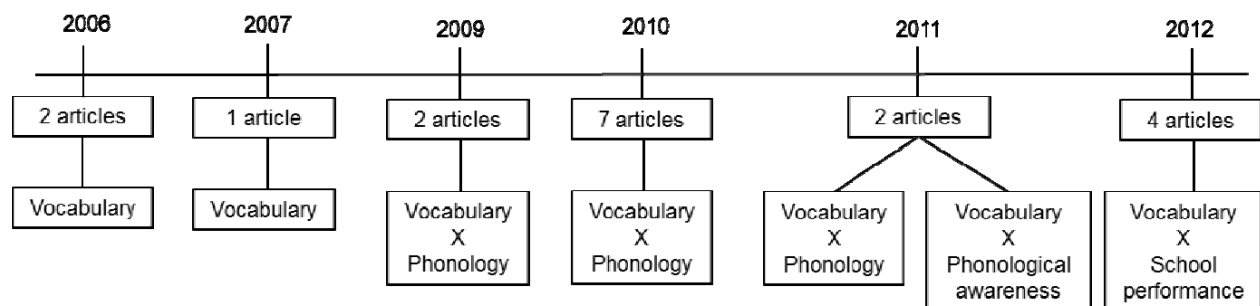 2006 2007 2009 2010 2011 2012
2 articles 1 article 2 articles 7 articles 2 articles 4 articles
Vocabulary
Vocabulary
Vocabulary
X
Phonology
Vocabulary
X
Phonology
Vocabulary
X
Phonology
Vocabulary
X
Phonological
awareness
Vocabulary
X
School
performance